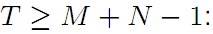 T ≥ M + N − 1: